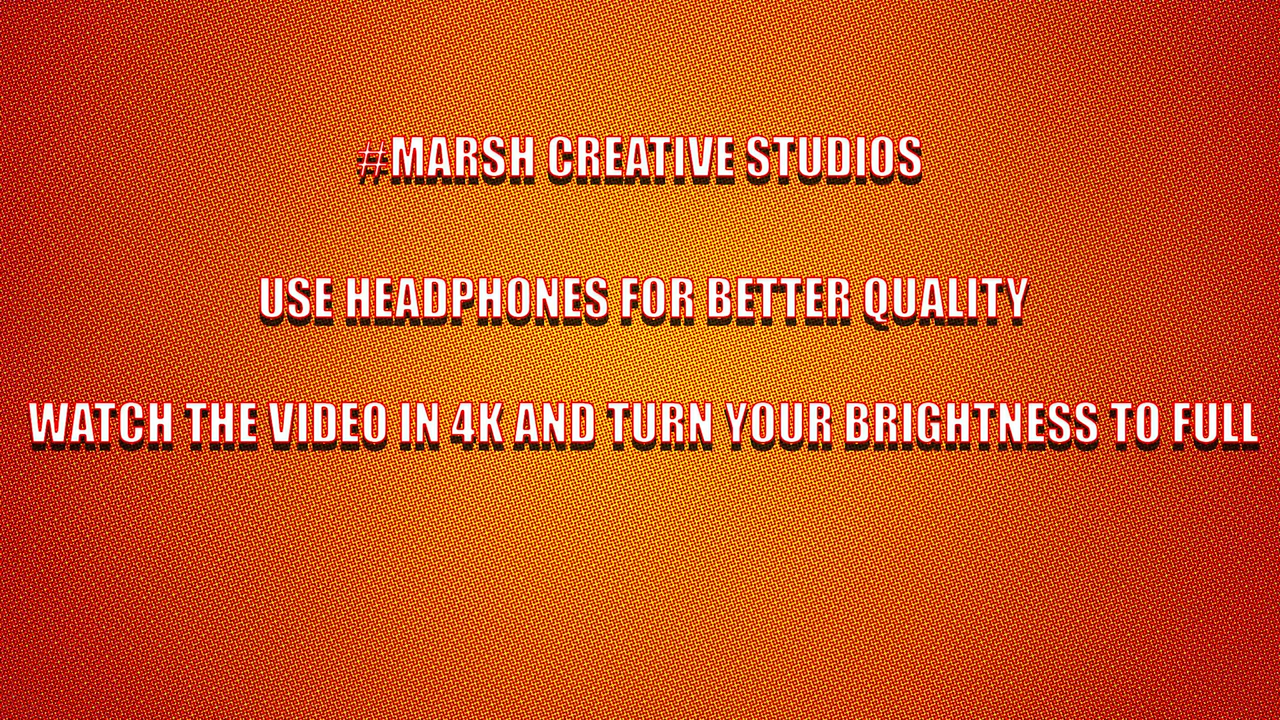 #MARSH CREATIVE STUDIOS
USE HEADPHONES FOR BETTER QUALITY
WATCH THE VIDEO IN 4K AND TURN YOUR BRIGHTNESS TO FULL